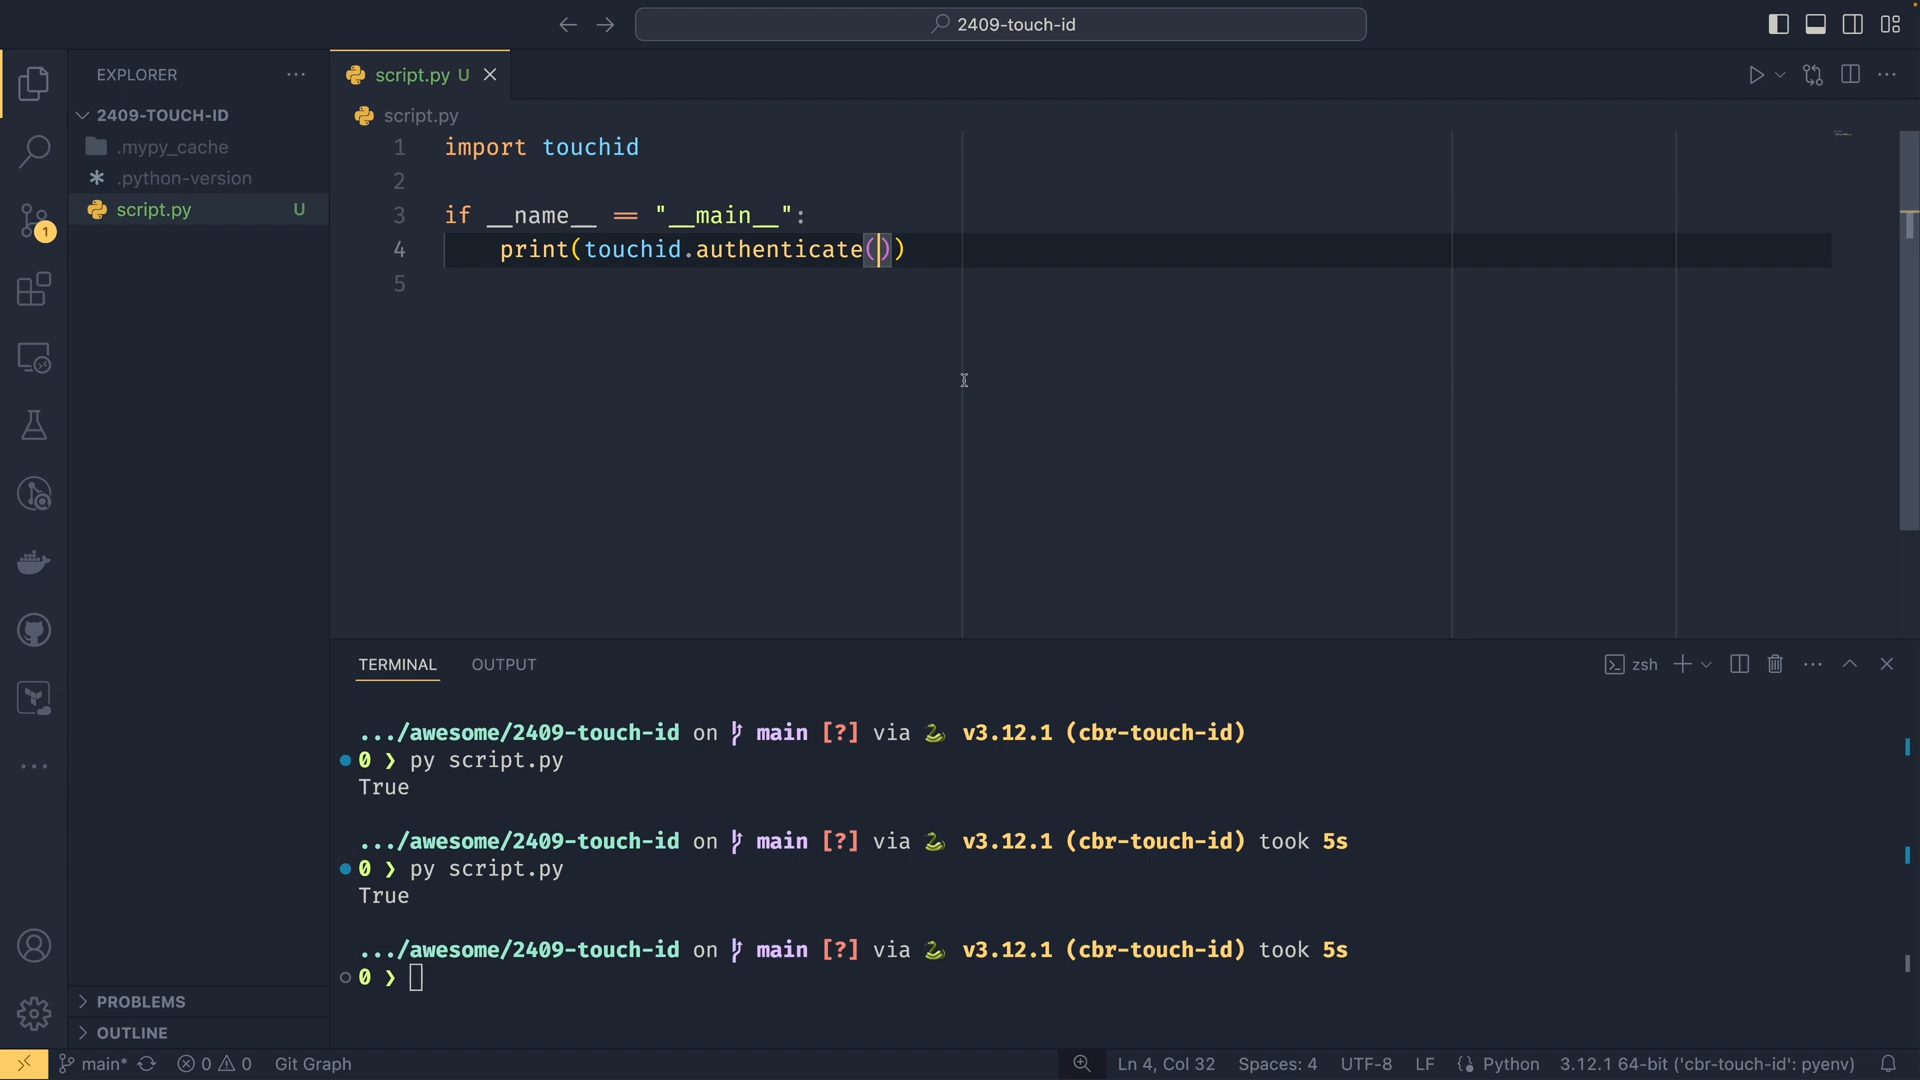 2409-touch-id
EXPLORER
2409-TOUCH-ID
.mypy_cache
.python-version
script.py U
1
script.py U
script.py
1 import touchid
2
3 if __name__ == "__main__":
4 print(touchid.authenticate())
5
TERMINAL OUTPUT
zsh
.../awesome/2409-touch-id on main [?] via v3.12.1 (cbr-touch-id)
0 ❯ py script.py
True
.../awesome/2409-touch-id on main [?] via v3.12.1 (cbr-touch-id) took 5s
0 ❯ py script.py
True
.../awesome/2409-touch-id on main [?] via v3.12.1 (cbr-touch-id) took 5s
0 ❯
PROBLEMS
OUTLINE
main* 0 0 Git Graph Ln 4, Col 32 Spaces: 4 UTF-8 LF Python 3.12.1 64-bit ('cbr-touch-id': pyenv)